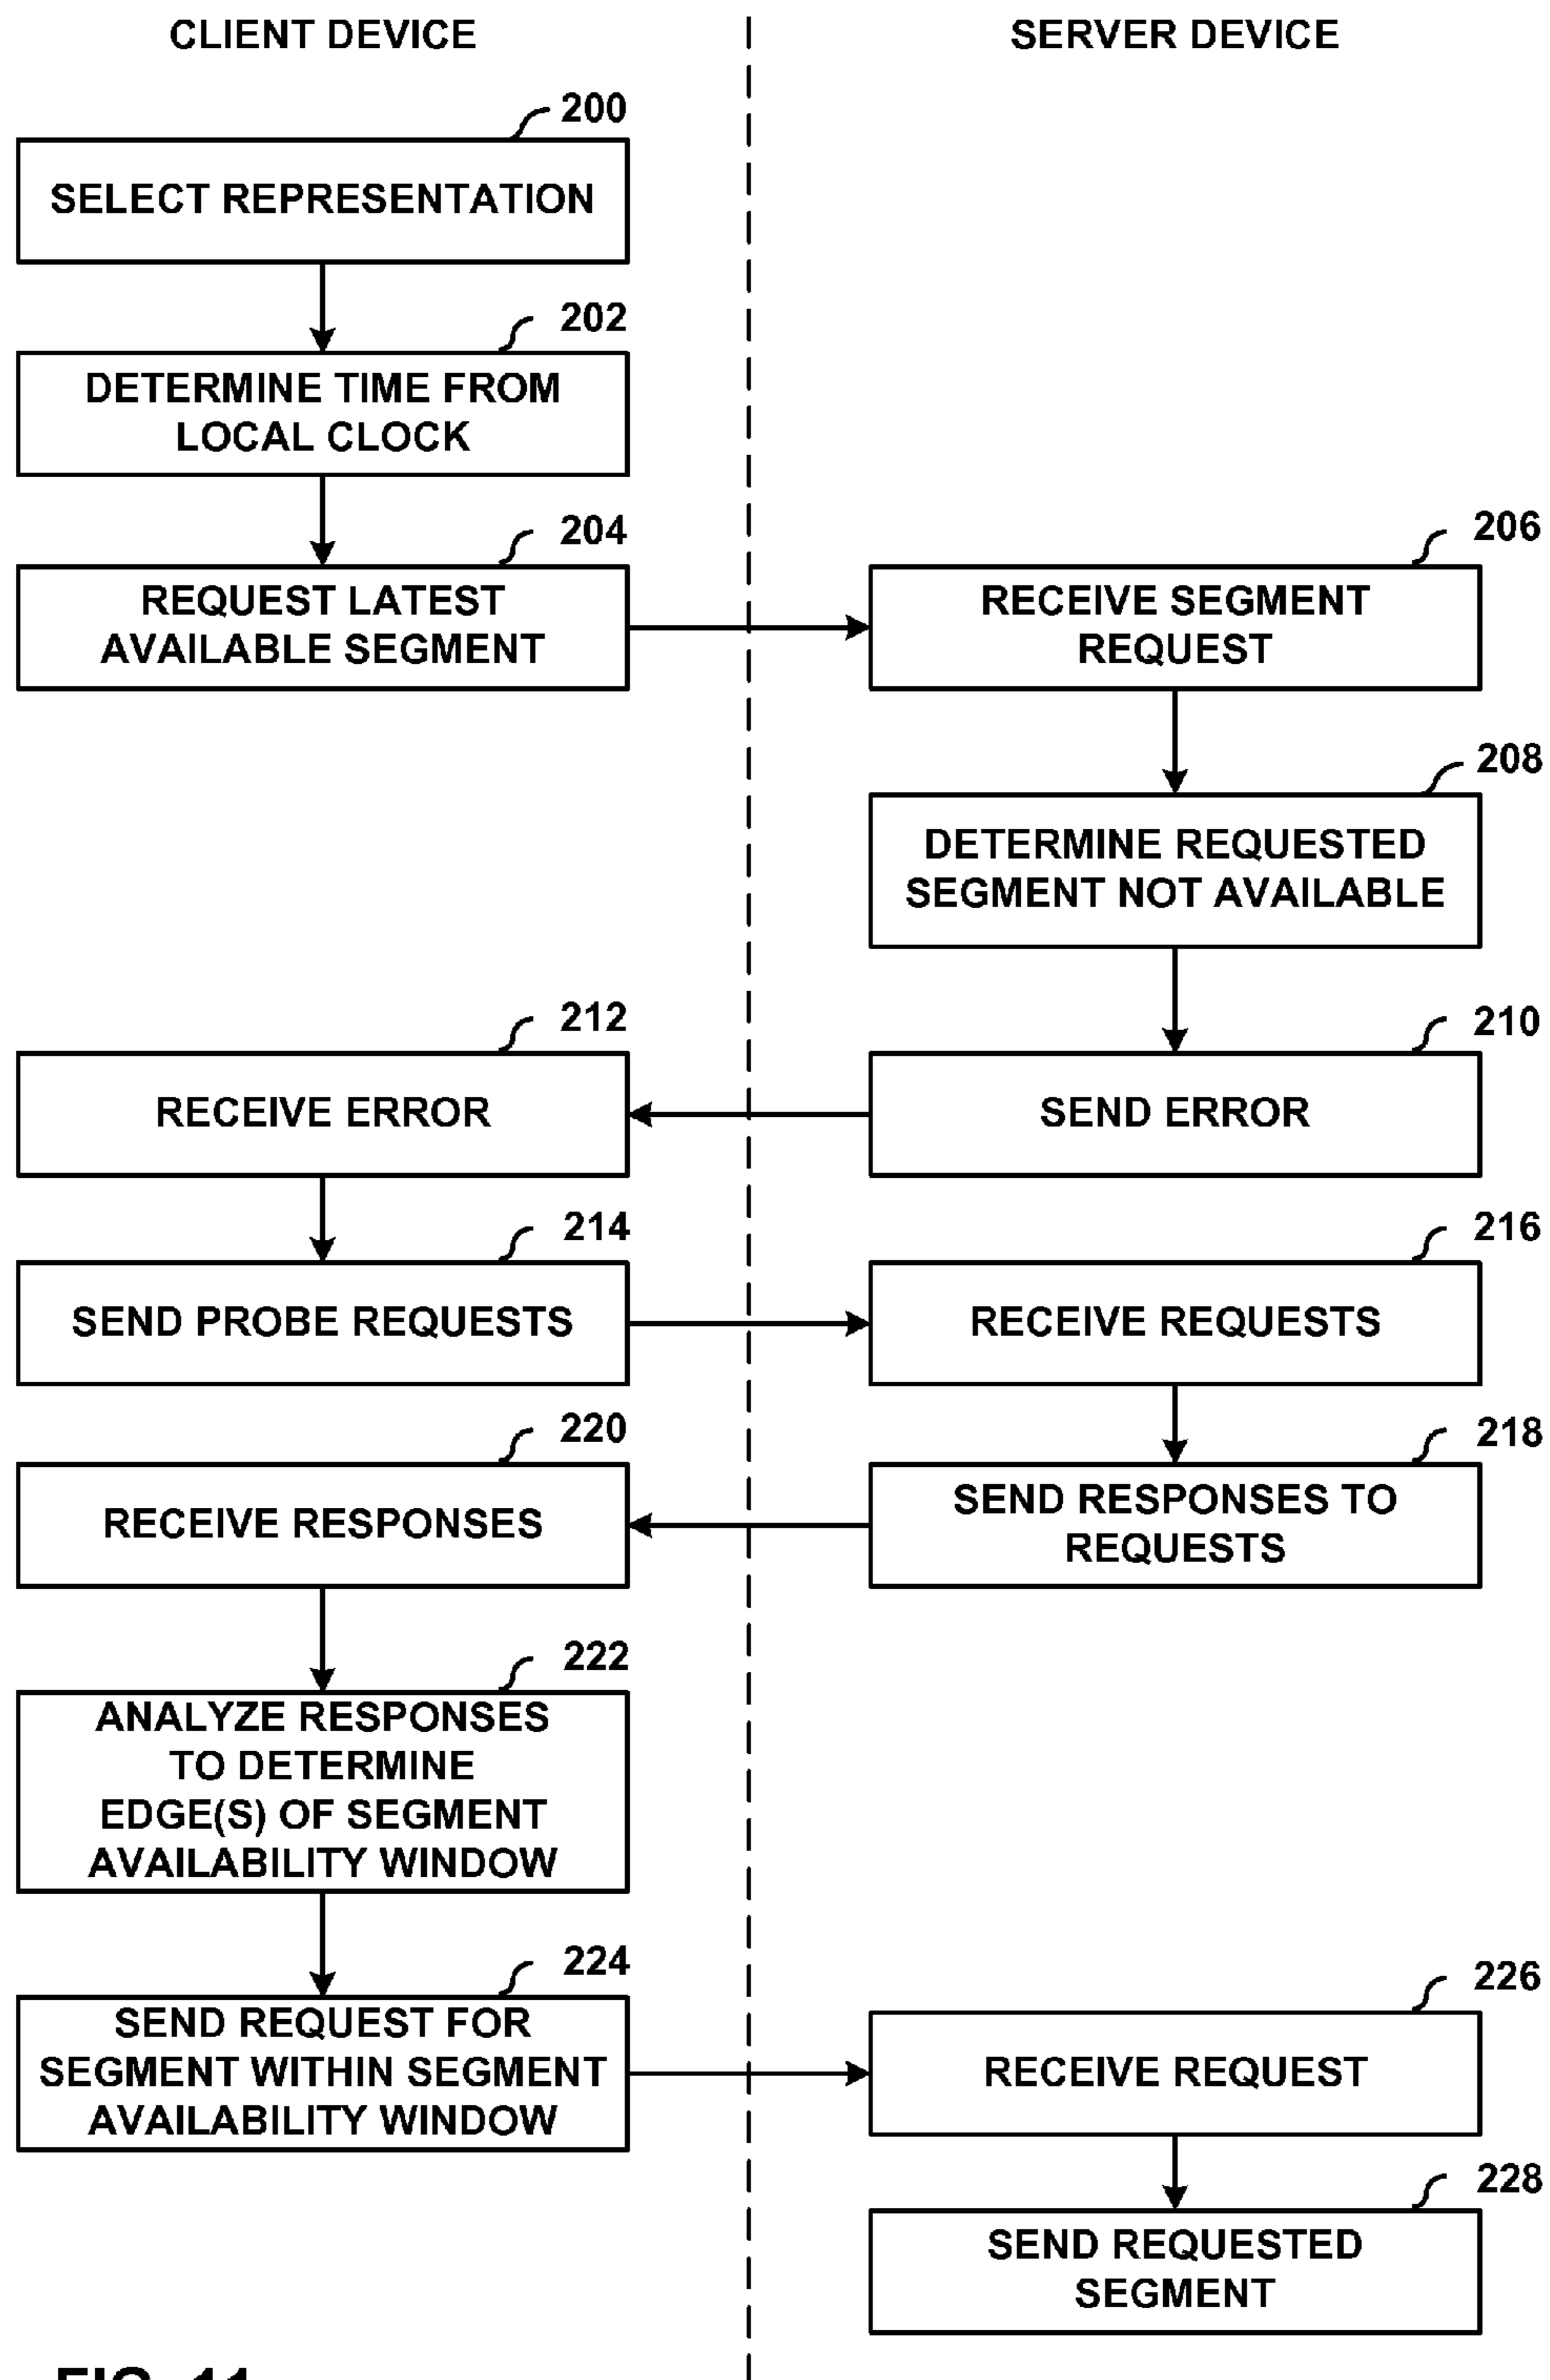 CLIENT DEVICE
SERVER DEVICE
200
SELECT REPRESENTATION
202
DETERMINE TIME FROM
LOCAL CLOCK
204
REQUEST LATEST
AVAILABLE SEGMENT
206
RECEIVE SEGMENT
REQUEST
208
DETERMINE REQUESTED
SEGMENT NOT AVAILABLE
210
SEND ERROR
212
RECEIVE ERROR
214
SEND PROBE REQUESTS
216
RECEIVE REQUESTS
218
SEND RESPONSES TO
REQUESTS
220
RECEIVE RESPONSES
222
ANALYZE RESPONSES
TO DETERMINE
EDGE(S) OF SEGMENT
AVAILABILITY WINDOW
224
SEND REQUEST FOR
SEGMENT WITHIN SEGMENT
AVAILABILITY WINDOW
226
RECEIVE REQUEST
228
SEND REQUESTED
SEGMENT
FIG. 11